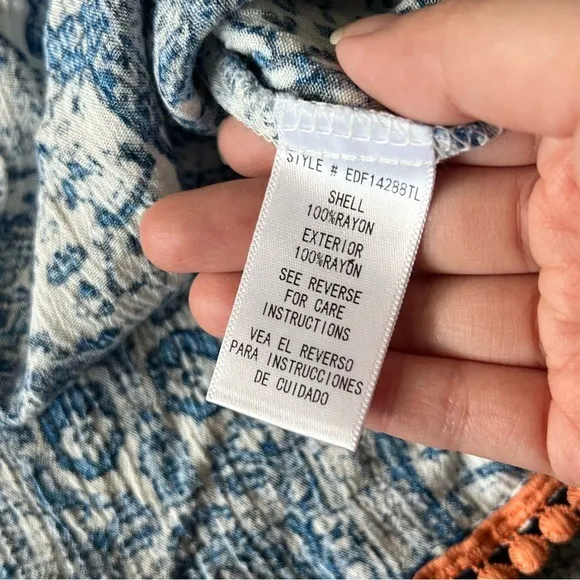 STYLE # EDF14288TL
SHELL
100%RAYON
EXTERIOR
100%RAYON
SEE REVERSE
FOR CARE
INSTRUCTIONS
VEA EL REVERSO
PARA INSTRUCCIONES
DE CUIDADO